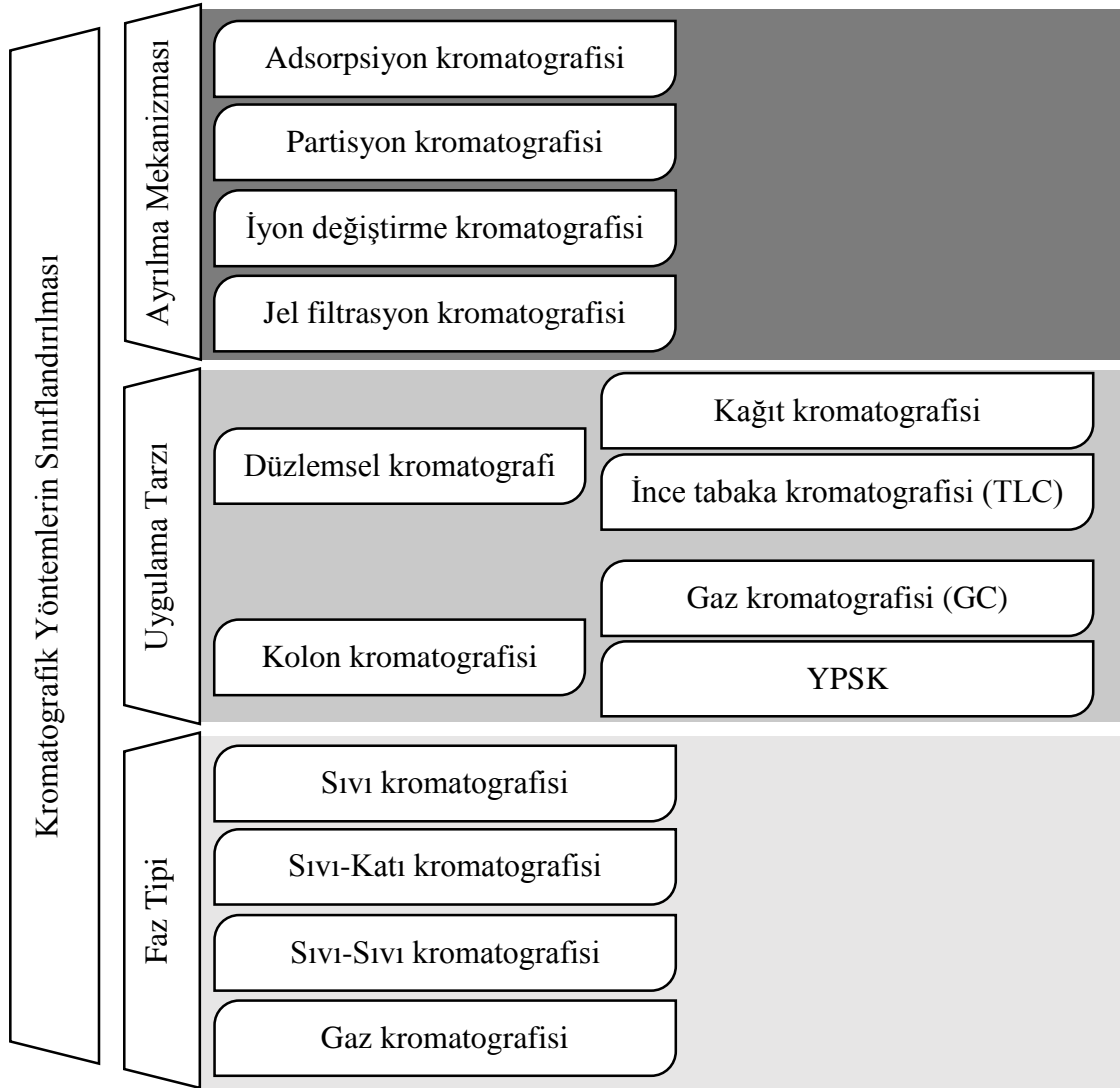 Kromatografik Yöntemlerin Sınıflandırılması
Ayrılma Mekanizması
Adsorpsiyon kromatografisi
Partisyon kromatografisi
İyon değiştirme kromatografisi
Jel filtrasyon kromatografisi
Uygulama Tarzı
Düzlemsel kromatografi
Kağıt kromatografisi
İnce tabaka kromatografisi (TLC)
Kolon kromatografisi
Gaz kromatografisi (GC)
YPSK
Faz Tipi
Sıvı kromatografisi
Sıvı-Katı kromatografisi
Sıvı-Sıvı kromatografisi
Gaz kromatografisi